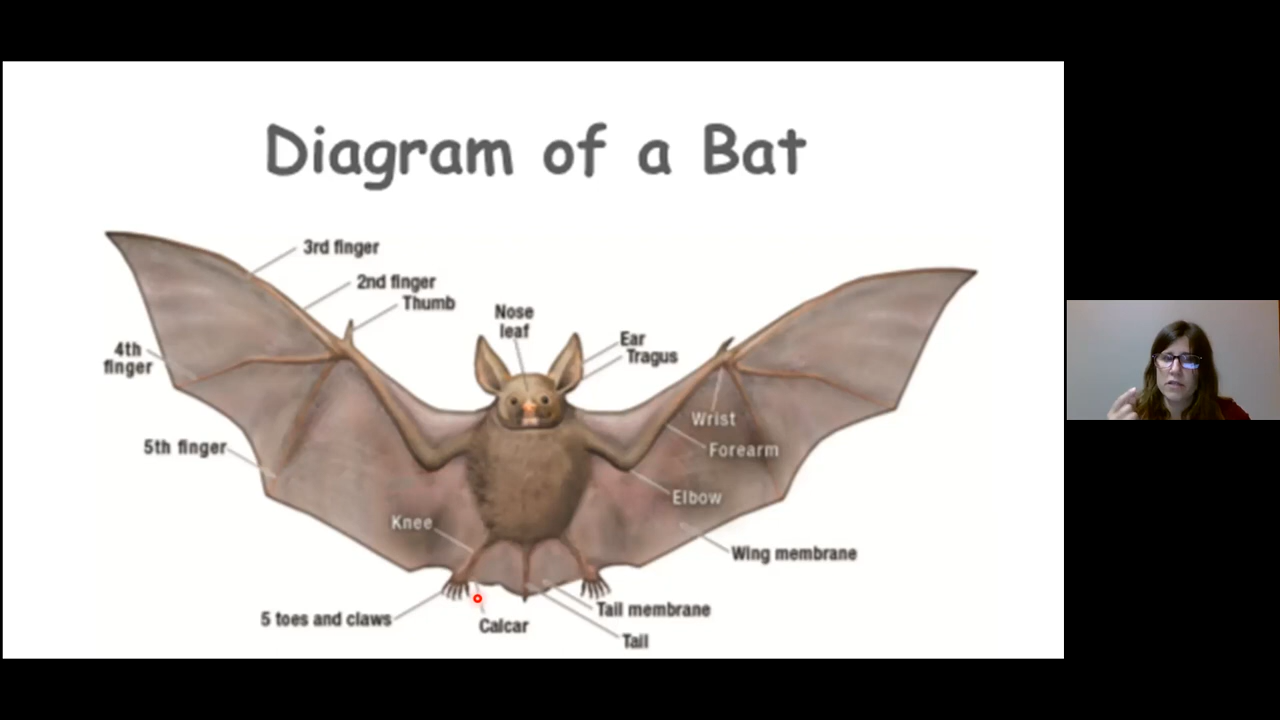 Diagram of a Bat
3rd finger
2nd finger
Thumb
Nose
leaf
Ear
Tragus
4th
finger
Wrist
Forearm
5th finger
Elbow
Knee
Wing membrane
5 toes and claws
Calcar
Tail membrane
Tail